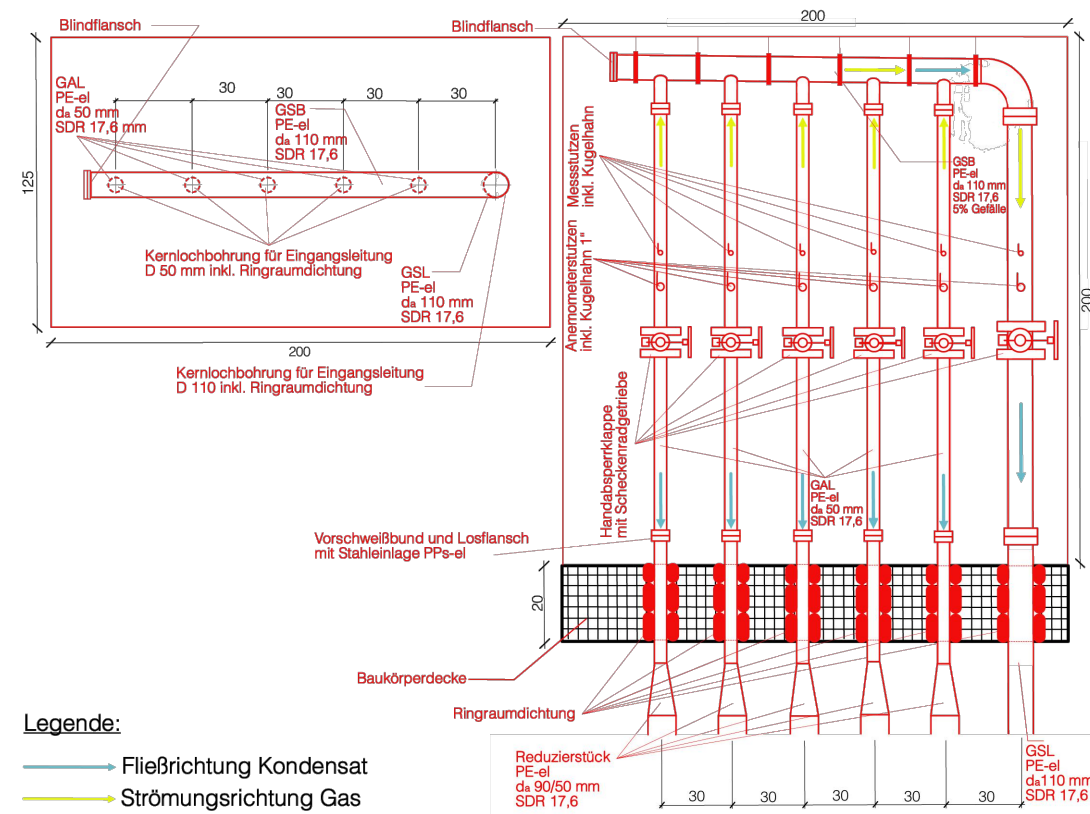 Blindflansch
GAL
PE-el
da 50 mm
SDR 17,6 mm
30
30
30
30
GSB
PE-el
da 110 mm
SDR 17,6
125
Kernlochbohrung für Eingangsleitung
D 50 mm inkl. Ringraumdichtung
GSL
PE-el
da 110 mm
SDR 17,6
200
Kernlochbohrung für Eingangsleitung
D 110 inkl. Ringraumdichtung
200
Blindflansch
Messstutzen
inkl. Kugelhahn
GSB
PE-el
da 110 mm
SDR 17,6
5% Gefälle
Anemometerstutzen
inkl. Kugelhahn 1"
200
Handabsperrklappe
mit Scheckenradgetriebe
GAL
PE-el
da 50 mm
SDR 17,6
Vorschweißbund und Losflansch
mit Stahleinlage PPs-el
20
Baukörperdecke
Ringraumdichtung
Reduzierstück
PE-el
da 90/50 mm
SDR 17,6
30
30
30
30
30
GSL
PE-el
da110 mm
SDR 17,6
Legende:
Fließrichtung Kondensat
Strömungsrichtung Gas